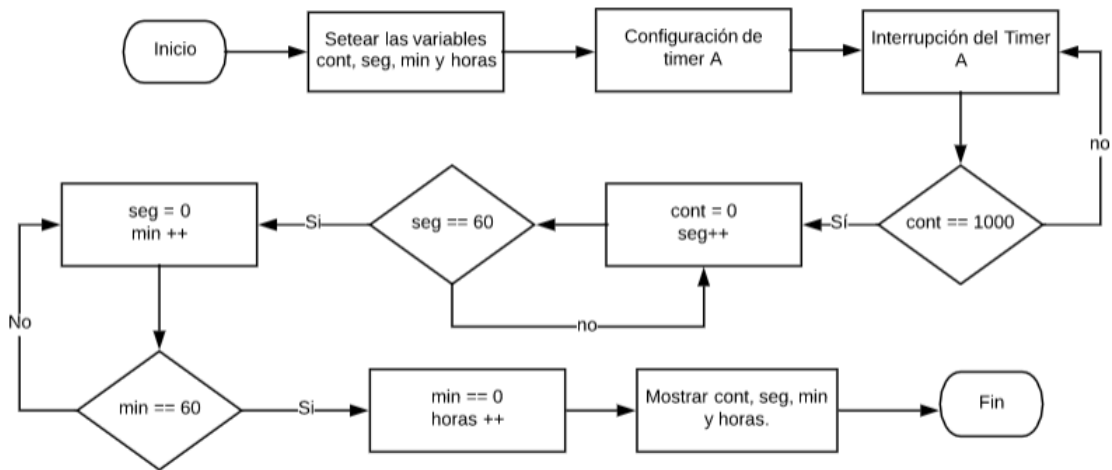 Inicio
Setear las variables
cont, seg, min y horas
Configuración de
timer A
Interrupción del Timer
A
no
cont == 1000
Sí
cont = 0
seg++
seg == 60
no
Si
seg = 0
min ++
No
min == 60
Si
min == 0
horas ++
Mostrar cont, seg, min
y horas.
Fin